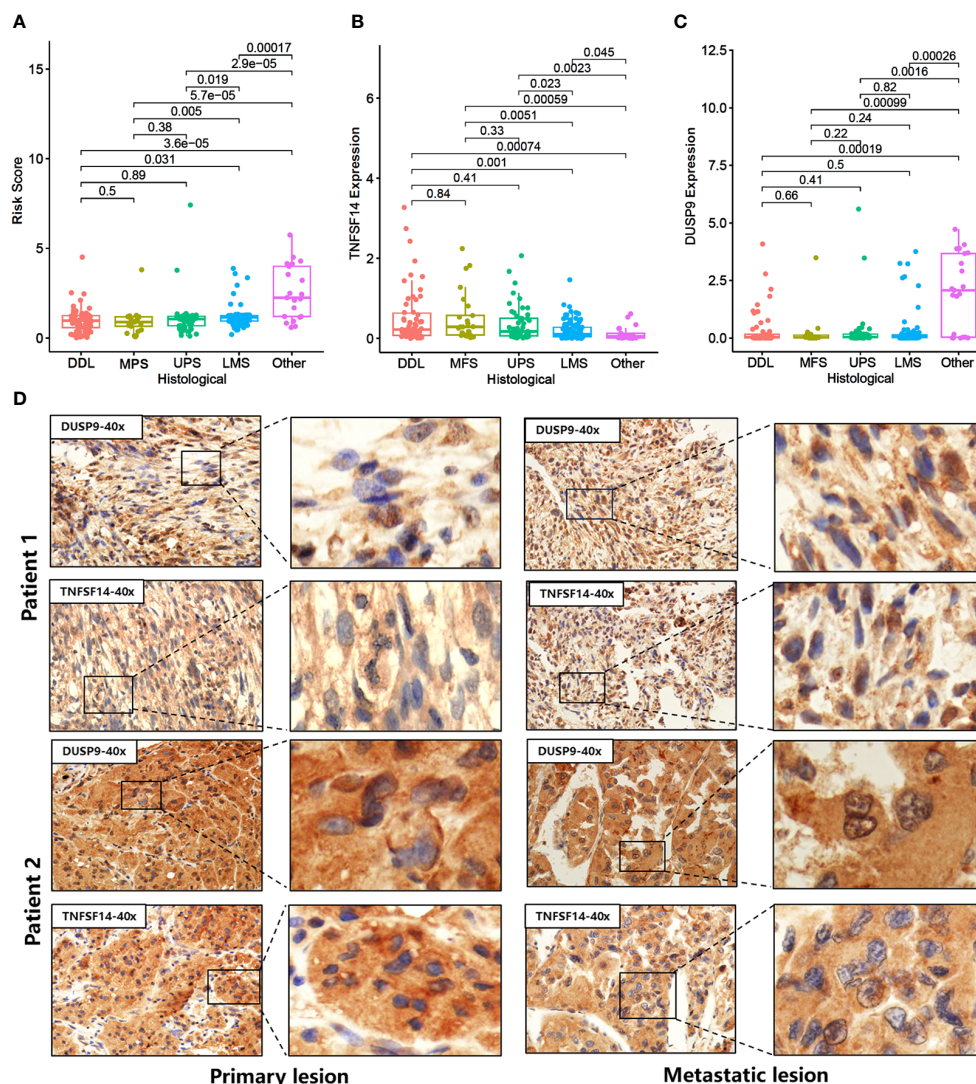 A
Risk Score
15
10
5
0
0.00017
2.9e−05
0.019
5.7e−05
0.005
0.38
3.6e−05
0.031
0.89
0.5
DDL MPS UPS LMS Other
Histological
B
TNFSF14 Expression
6
4
2
0
0.045
0.0023
0.023
0.00059
0.0051
0.33
0.00074
0.001
0.41
0.84
DDL MFS UPS LMS Other
Histological
C
DUSP9 Expression
12.5
10.0
7.5
5.0
2.5
0.0
0.00026
0.0016
0.82
0.00099
0.24
0.22
0.00019
0.5
0.41
0.66
DDL MFS UPS LMS Other
Histological
D
Patient 1
DUSP9-40x
DUSP9-40x
TNFSF14-40x
TNFSF14-40x
Patient 2
DUSP9-40x
DUSP9-40x
TNFSF14-40x
TNFSF14-40x
Primary lesion
Metastatic lesion